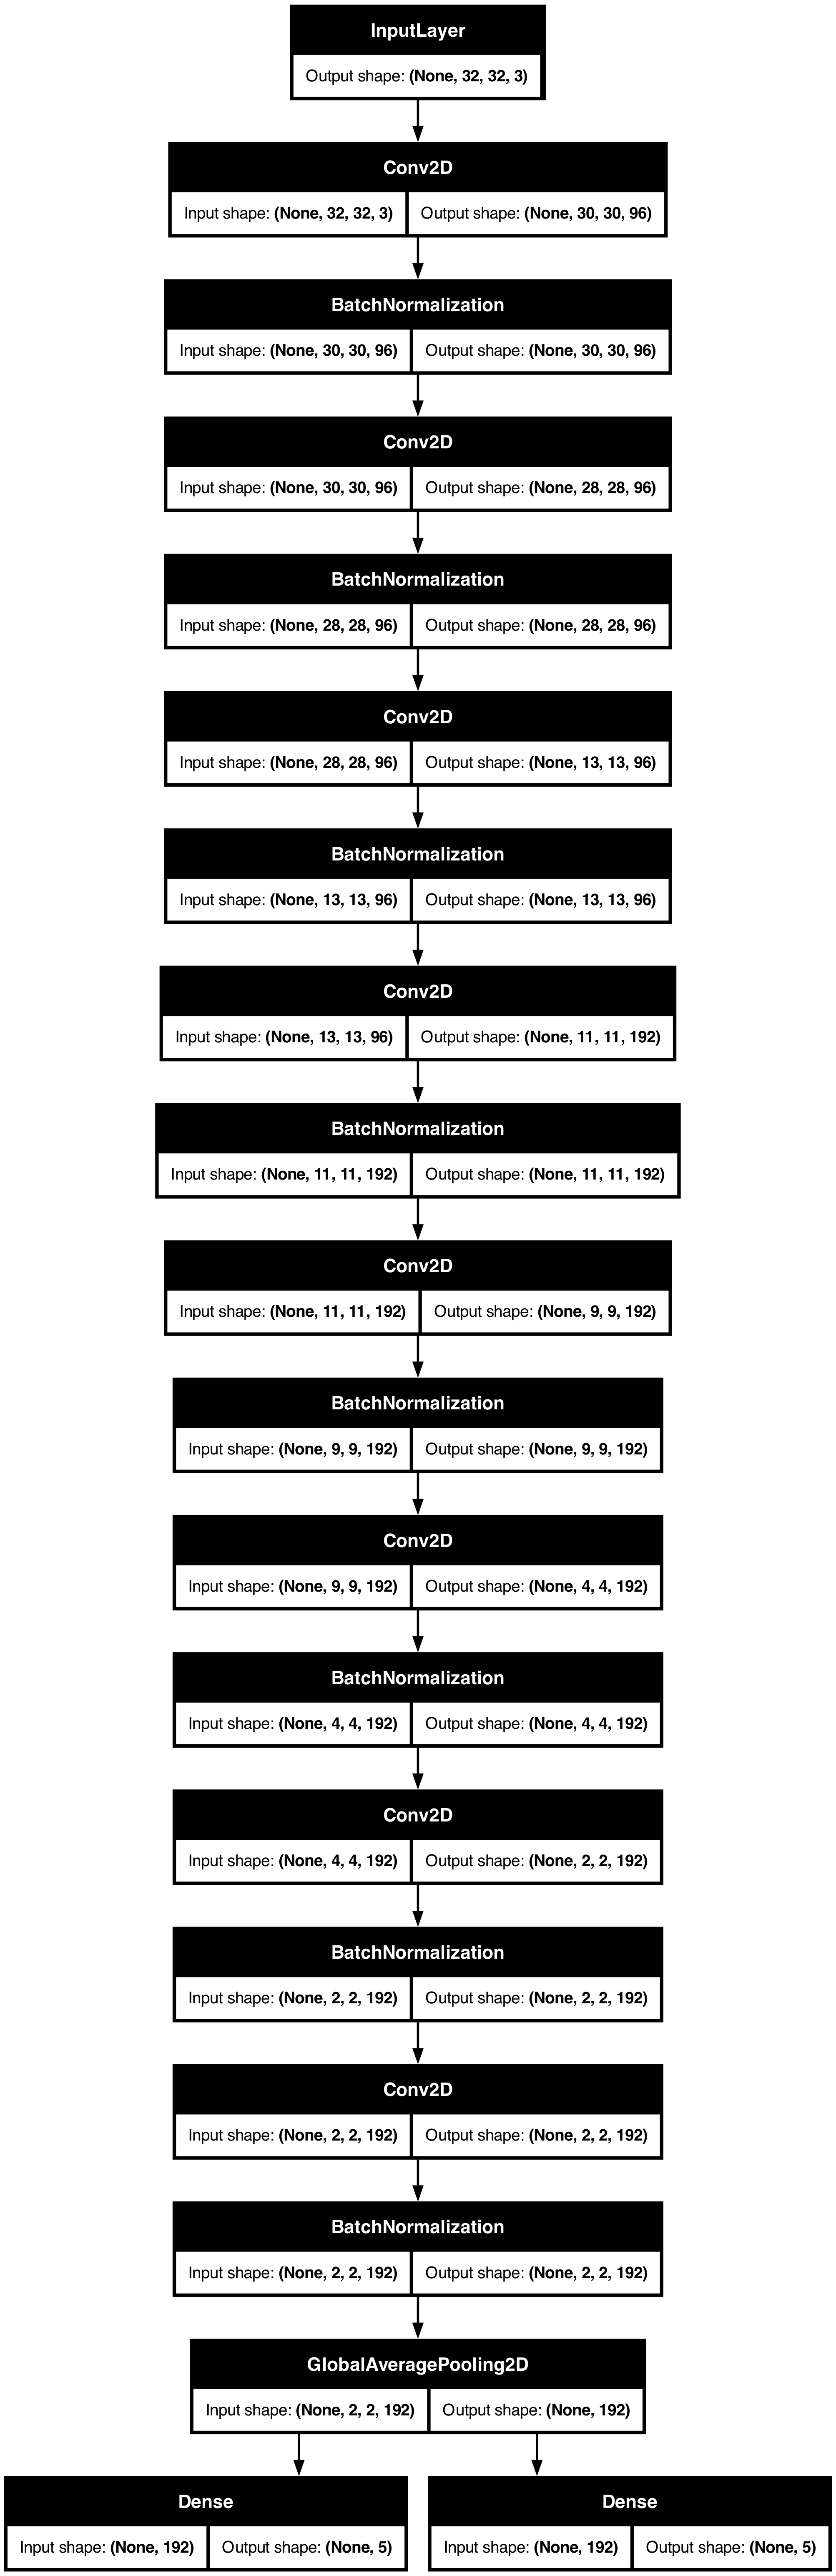 InputLayer
Output shape: (None, 32, 32, 3)
Conv2D
Input shape: (None, 32, 32, 3) Output shape: (None, 30, 30, 96)
BatchNormalization
Input shape: (None, 30, 30, 96) Output shape: (None, 30, 30, 96)
Conv2D
Input shape: (None, 30, 30, 96) Output shape: (None, 28, 28, 96)
BatchNormalization
Input shape: (None, 28, 28, 96) Output shape: (None, 28, 28, 96)
Conv2D
Input shape: (None, 28, 28, 96) Output shape: (None, 13, 13, 96)
BatchNormalization
Input shape: (None, 13, 13, 96) Output shape: (None, 13, 13, 96)
Conv2D
Input shape: (None, 13, 13, 96) Output shape: (None, 11, 11, 192)
BatchNormalization
Input shape: (None, 11, 11, 192) Output shape: (None, 11, 11, 192)
Conv2D
Input shape: (None, 11, 11, 192) Output shape: (None, 9, 9, 192)
BatchNormalization
Input shape: (None, 9, 9, 192) Output shape: (None, 9, 9, 192)
Conv2D
Input shape: (None, 9, 9, 192) Output shape: (None, 4, 4, 192)
BatchNormalization
Input shape: (None, 4, 4, 192) Output shape: (None, 4, 4, 192)
Conv2D
Input shape: (None, 4, 4, 192) Output shape: (None, 2, 2, 192)
BatchNormalization
Input shape: (None, 2, 2, 192) Output shape: (None, 2, 2, 192)
Conv2D
Input shape: (None, 2, 2, 192) Output shape: (None, 2, 2, 192)
BatchNormalization
Input shape: (None, 2, 2, 192) Output shape: (None, 2, 2, 192)
GlobalAveragePooling2D
Input shape: (None, 2, 2, 192) Output shape: (None, 192)
Dense
Input shape: (None, 192) Output shape: (None, 5)
Dense
Input shape: (None, 192) Output shape: (None, 5)